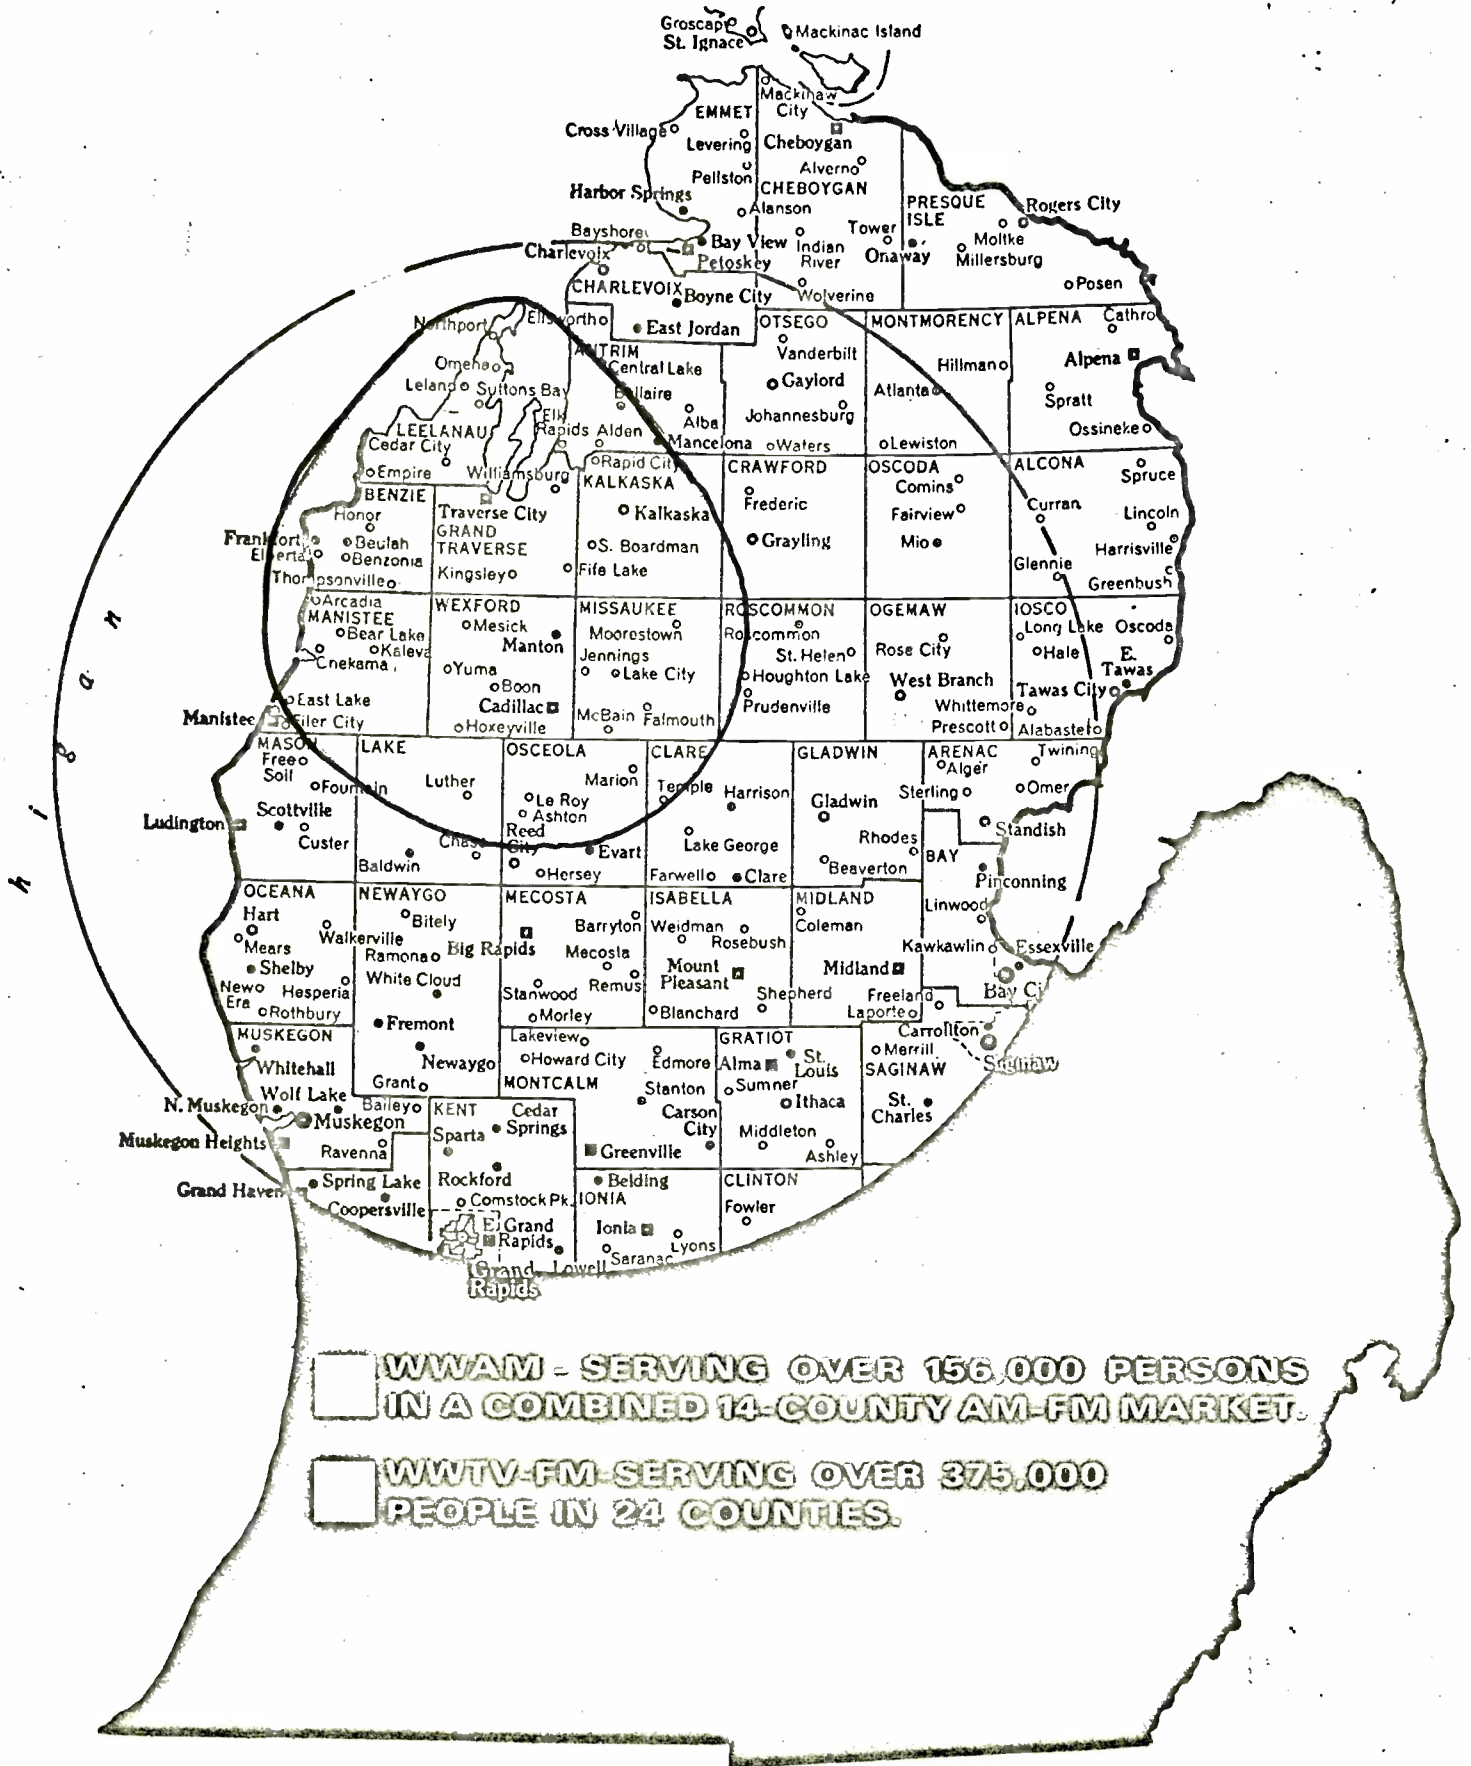 Groscape
St. Ignace
Mackinac Island
Mackinaw
City
EMMET
Cross Village
Levering
Cheboygan
Alverno
Pellston
CHEBOYGAN
Harbor Springs
Alanson
PRESQUE
ISLE
Rogers City
Tower
Moltke
Bayshore
Bay View
Indian
River
Onaway
Millersburg
Charlevoix
Petoskey
Posen
CHARLEVOIX
Boyne City
Wolverine
Northport
Ellsworth
East Jordan
OTSEGO
MONTMORENCY
ALPENA
Cathro
ANTRIM
Vanderbilt
Hillman
Alpena
Omena
Central Lake
Leland
Suttons Bay
Bellaire
Gaylord
Atlanta
Spratt
Elk
Rapids
Alden
Alba
Johannesburg
Ossineke
LEELANAU
Cedar City
Mancelona
Waters
Lewiston
Empire
Williamsburg
Rapid City
KALKASKA
CRAWFORD
OSCODA
ALCONA
Spruce
BENZIE
Comins
Honor
Traverse City
Kalkaska
Frederic
Fairview
Curran
Lincoln
GRAND
TRAVERSE
Frankfort
Beulah
S. Boardman
Grayling
Mio
Harrisville
Elberta
Benzonia
Thompsonville
Kingsley
Fife Lake
Glennie
Greenbush
Arcadia
MANISTEE
WEXFORD
MISSAUKEE
ROSCOMMON
OGEMAW
IOSCO
Bear Lake
Mesick
Moorestown
Roscommon
Long Lake
Oscoda
Manton
Kaleva
Jennings
St. Helen
Rose City
Hale
E.
Tawas
Onekama
Yuma
Lake City
Houghton Lake
West Branch
Tawas City
Boon
East Lake
Cadillac
Prudenville
Whittemore
Manistee
Filer City
Hoxeyville
McBain
Falmouth
Prescott
Alabaster
MASON
LAKE
OSCEOLA
CLARE
GLADWIN
ARENAC
Twining
Free
Soil
Alger
Fountain
Luther
Marion
Temple
Harrison
Sterling
Omer
Scottville
Le Roy
Ashton
Gladwin
Ludington
Custer
Reed
City
Standish
Chase
Evart
Lake George
Rhodes
BAY
Baldwin
Hersey
Farwell
Clare
Beaverton
Pinconning
OCEANA
NEWAYGO
MECOSTA
ISABELLA
MIDLAND
Linwood
Hart
Bitely
Barryton
Weidman
Coleman
Mears
Walkerville
Ramona
Big Rapids
Mecosta
Rosebush
Kawkawlin
Essexville
Shelby
White Cloud
Mount
Pleasant
Midland
New
Era
Hesperia
Stanwood
Remus
Shepherd
Freeland
Bay Ci
Rothbury
Morley
Blanchard
Laporte
MUSKEGON
Fremont
Lakeview
GRATIOT
Carrollton
Whitehall
Newaygo
Howard City
Edmore
Alma
St.
Louis
Merrill
Saginaw
Grant
MONTCALM
Stanton
Sumner
SAGINAW
Wolf Lake
N. Muskegon
Bailey
KENT
Cedar
Springs
Carson
City
Ithaca
St.
Charles
Muskegon
Sparta
Muskegon Heights
Ravenna
Greenville
Middleton
Ashley
Grand Haven
Spring Lake
Rockford
Belding
CLINTON
Coopersville
Comstock Pk.
IONIA
Fowler
E. Grand
Rapids
Ionia
Lyons
Saranac
Grand
Rapids
Lowell
h i g a n
WWAM - SERVING OVER 156,000 PERSONS
IN A COMBINED 14-COUNTY AM-FM MARKET.
WWTV-FM-SERVING OVER 375,000
PEOPLE IN 24 COUNTIES.